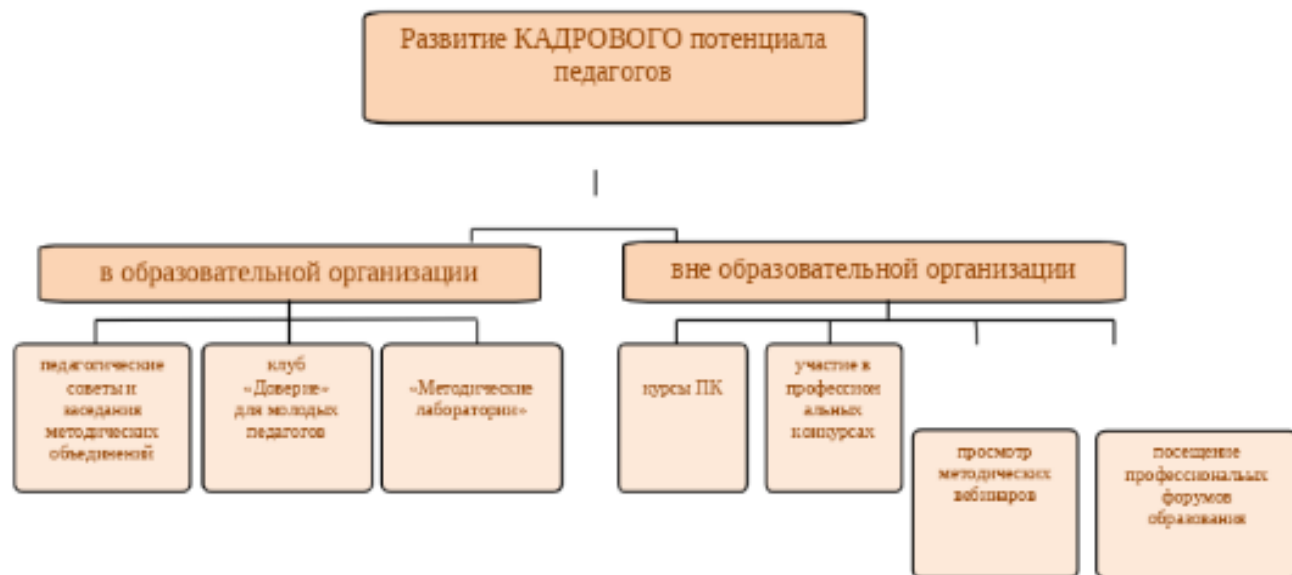 Развитие КАДРОВОГО потенциала
педагогов
в образовательной организации
вне образовательной организации
педагогические
советы и
заседания
методических
объединений
клуб
«Доверие»
для молодых
педагогов
«Методические
лаборатории»
курсы ПК
участие в
профессион
альных
конкурсах
просмотр
методических
вебинаров
посещение
профессиональых
форумов
образования